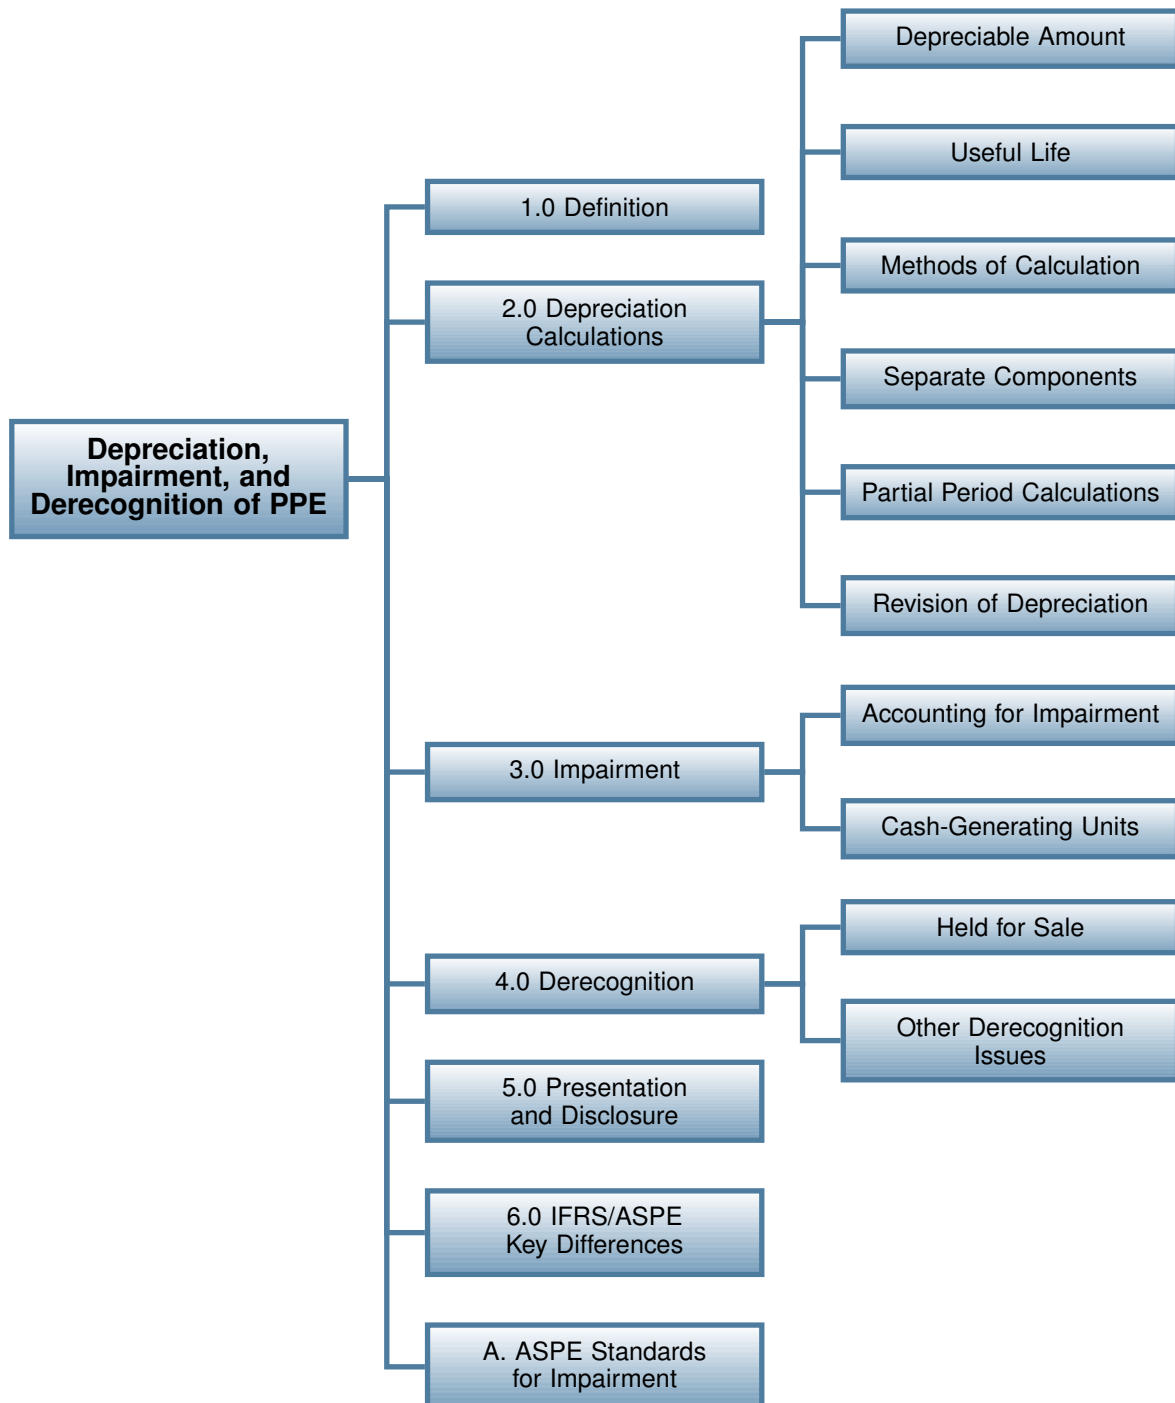 Depreciation,
Impairment, and
Derecognition of PPE
1.0 Definition
2.0 Depreciation
Calculations
Depreciable Amount
Useful Life
Methods of Calculation
Separate Components
Partial Period Calculations
Revision of Depreciation
3.0 Impairment
Accounting for Impairment
Cash-Generating Units
4.0 Derecognition
Held for Sale
Other Derecognition
Issues
5.0 Presentation
and Disclosure
6.0 IFRS/ASPE
Key Differences
A. ASPE Standards
for Impairment